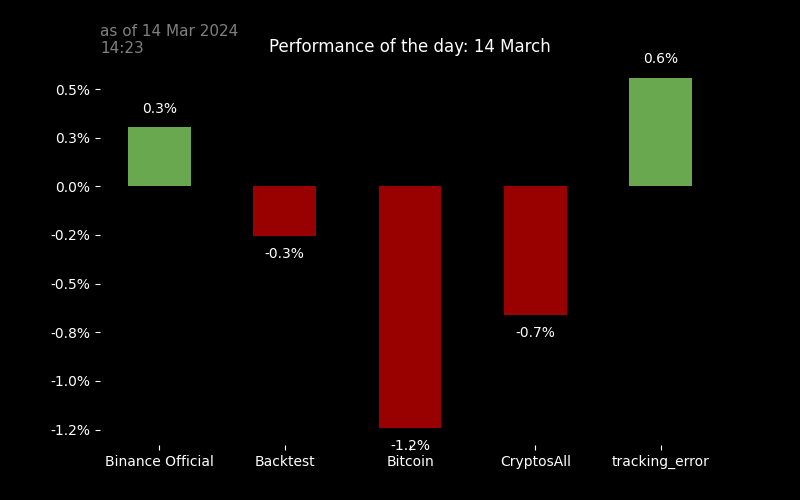 as of 14 Mar 2024
14:23
Performance of the day: 14 March
0.6%
0.5%
0.3%
0.3%
0.0%
-0.2%
-0.3%
-0.5%
-0.8%
-0.7%
-1.0%
-1.2%
-1.2%
Binance Official
Backtest
Bitcoin
CryptosAll
tracking_error